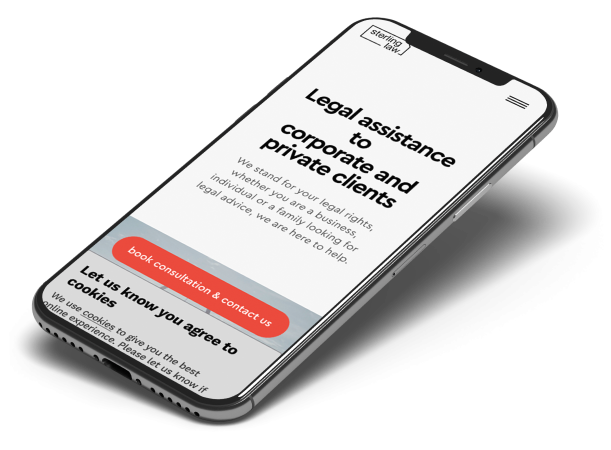 sterling
law
Legal assistance
to
corporate and
private clients
We stand for your legal rights,
whether you are a business,
individual or a family looking for
legal advice, we are here to help.
book consultation & contact us
Let us know you agree to
cookies
We use cookies to give you the best
online experience. Please let us know if